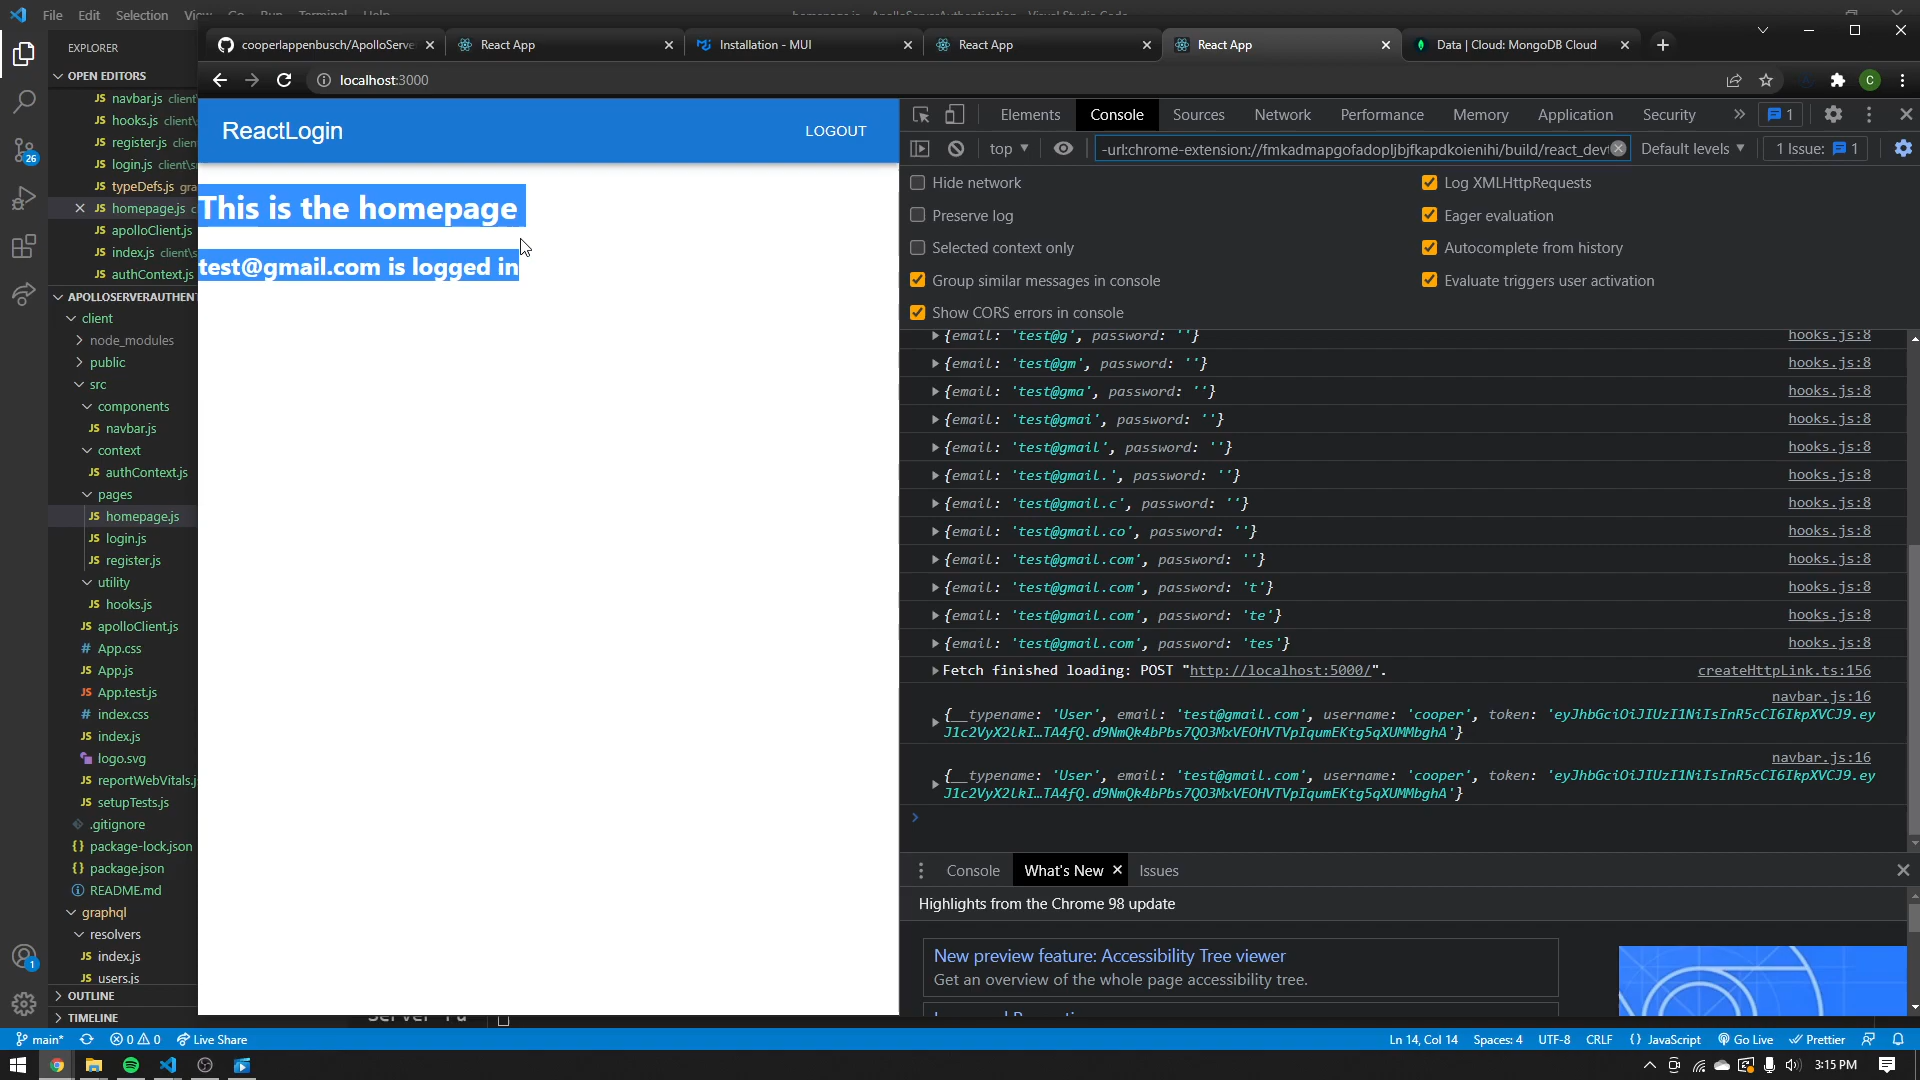 File Edit Selection
cooperlappenbusch/ApolloServe
React App
Installation - MUI
React App
React App
Data | Cloud: MongoDB Cloud
localhost:3000
EXPLORER
OPEN EDITORS
navbar.js client
hooks.js client\
register.js clien
login.js client\s
typeDefs.js gra
homepage.js c
apolloClient.js
index.js client\s
authContext.js
APOLLOSERVERAUTHENT
client
node_modules
public
src
components
navbar.js
context
authContext.js
pages
homepage.js
login.js
register.js
utility
hooks.js
apolloClient.js
App.css
App.js
App.test.js
index.css
index.js
logo.svg
reportWebVitals.j
setupTests.js
.gitignore
package-lock.json
package.json
README.md
graphql
resolvers
index.js
users.js
OUTLINE
TIMELINE
ReactLogin
LOGOUT
This is the homepage
test@gmail.com is logged in
Elements Console Sources Network Performance Memory Application Security 1
top -url:chrome-extension://fmkadmapgofadopljbjfkapdkoienihi/build/react_devt Default levels 1 Issue: 1
Hide network
Log XMLHttpRequests
Preserve log
Eager evaluation
Selected context only
Autocomplete from history
Group similar messages in console
Evaluate triggers user activation
Show CORS errors in console
{email: 'test@g', password: ''} hooks.js:8
{email: 'test@gm', password: ''} hooks.js:8
{email: 'test@gma', password: ''} hooks.js:8
{email: 'test@gmai', password: ''} hooks.js:8
{email: 'test@gmail', password: ''} hooks.js:8
{email: 'test@gmail.', password: ''} hooks.js:8
{email: 'test@gmail.c', password: ''} hooks.js:8
{email: 'test@gmail.co', password: ''} hooks.js:8
{email: 'test@gmail.com', password: ''} hooks.js:8
{email: 'test@gmail.com', password: 't'} hooks.js:8
{email: 'test@gmail.com', password: 'te'} hooks.js:8
{email: 'test@gmail.com', password: 'tes'} hooks.js:8
Fetch finished loading: POST "http://localhost:5000/". createHttpLink.ts:156
navbar.js:16
{__typename: 'User', email: 'test@gmail.com', username: 'cooper', token: 'eyJhbGciOiJIUzI1NiIsInR5cCI6IkpXVCJ9.ey
J1c2VyX2lkI…TA4fQ.d9NmQk4bPbs7QO3MxVEOHVTVpIqumEKtg5qXUMMbghA'}
navbar.js:16
{__typename: 'User', email: 'test@gmail.com', username: 'cooper', token: 'eyJhbGciOiJIUzI1NiIsInR5cCI6IkpXVCJ9.ey
J1c2VyX2lkI…TA4fQ.d9NmQk4bPbs7QO3MxVEOHVTVpIqumEKtg5qXUMMbghA'}
Console What's New Issues
Highlights from the Chrome 98 update
New preview feature: Accessibility Tree viewer
Get an overview of the whole page accessibility tree.
26
1
main* 0 0 Live Share
Ln 14, Col 14 Spaces: 4 UTF-8 CRLF {} JavaScript Go Live Prettier
3:15 PM